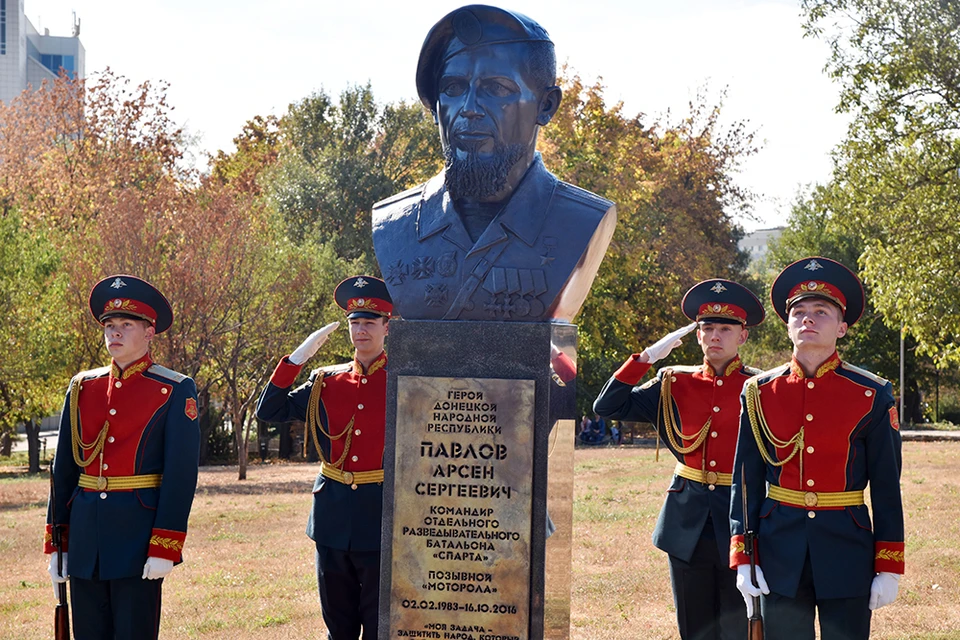 ГЕРОЙ
ДОНЕЦКОЙ
НАРОДНОЙ
РЕСПУБЛИКИ
ПАВЛОВ
АРСЕН
СЕРГЕЕВИЧ
КОМАНДИР
ОТДЕЛЬНОГО
РАЗВЕДЫВАТЕЛЬНОГО
БАТАЛЬОНА
«СПАРТА»
ПОЗЫВНОЙ
«МОТОРОЛА»
02.02.1983-16.10.2016
«МОЯ ЗАДАЧА -
ЗАЩИТИТЬ НАРОД, КОТОРЫЙ